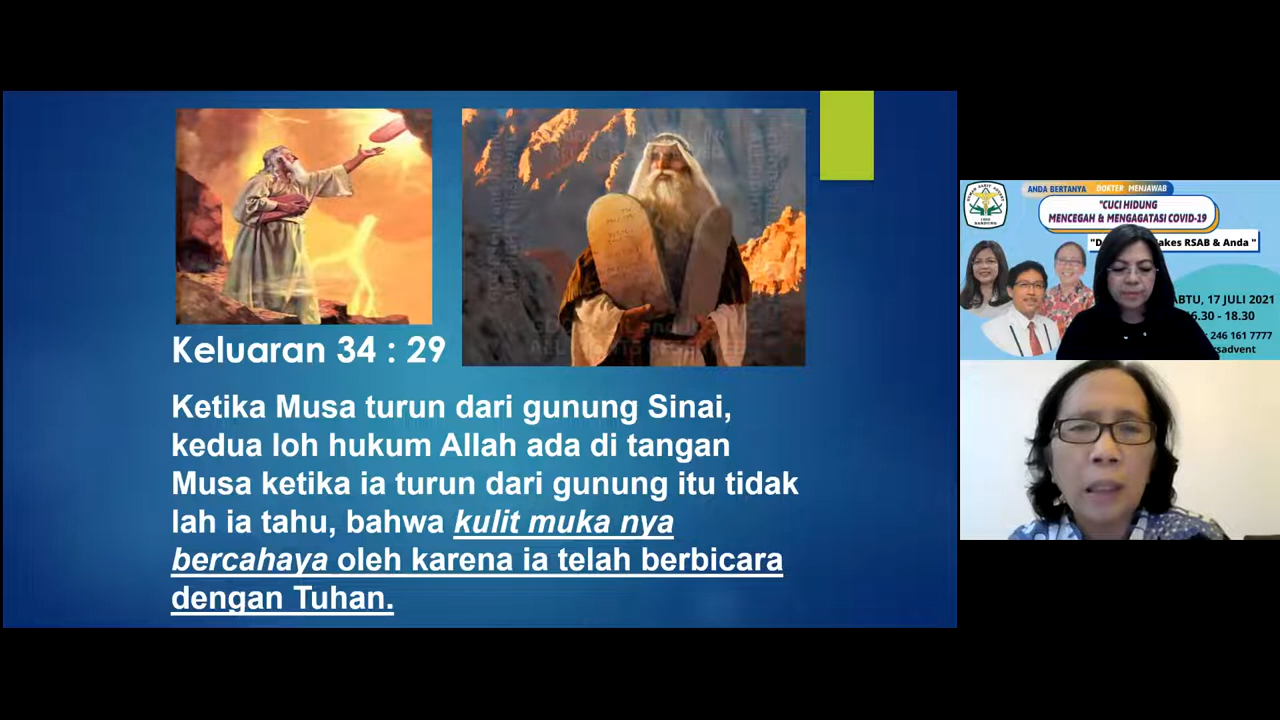 Keluaran 34 : 29
Ketika Musa turun dari gunung Sinai,
kedua loh hukum Allah ada di tangan
Musa ketika ia turun dari gunung itu tidak
lah ia tahu, bahwa kulit muka nya
bercahaya oleh karena ia telah berbicara
dengan Tuhan.
ANDA BERTANYA DOKTER MENJAWAB
"CUCI HIDUNG
MENCEGAH & MENGAGATASI COVID-19
akes RSAB & Anda "
ABTU, 17 JULI 2021
6.30 - 18.30
246 161 7777
rsadvent